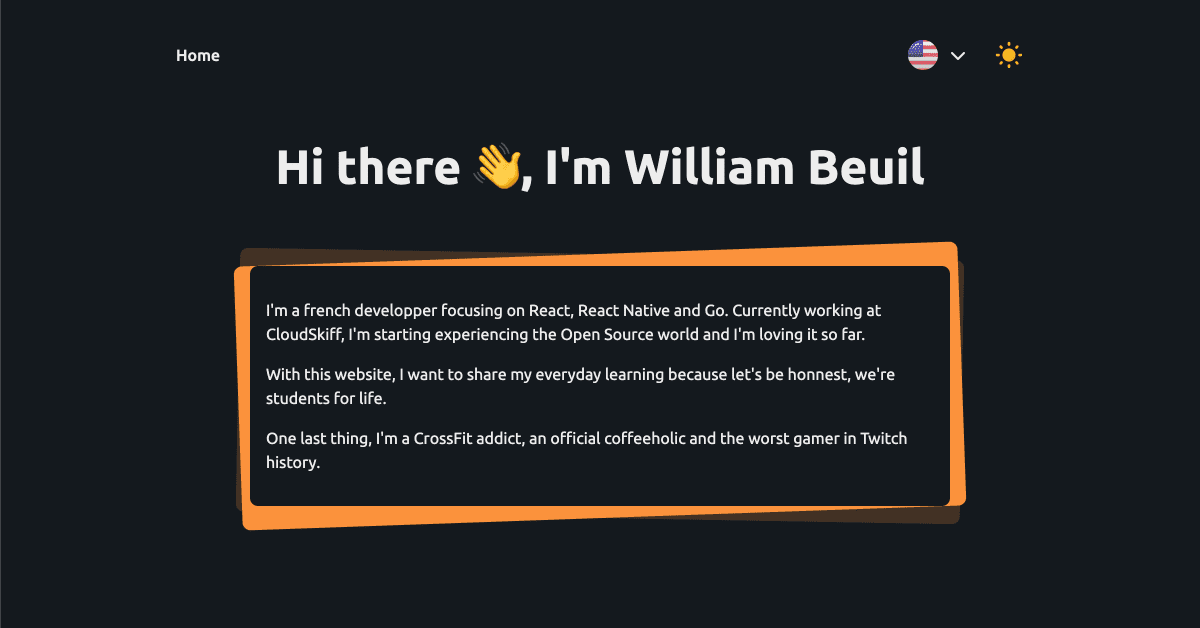 Home
Hi there 👋, I'm William Beuil
I'm a french developper focusing on React, React Native and Go. Currently working at
CloudSkiff, I'm starting experiencing the Open Source world and I'm loving it so far.
With this website, I want to share my everyday learning because let's be honnest, we're
students for life.
One last thing, I'm a CrossFit addict, an official coffeeholic and the worst gamer in Twitch
history.